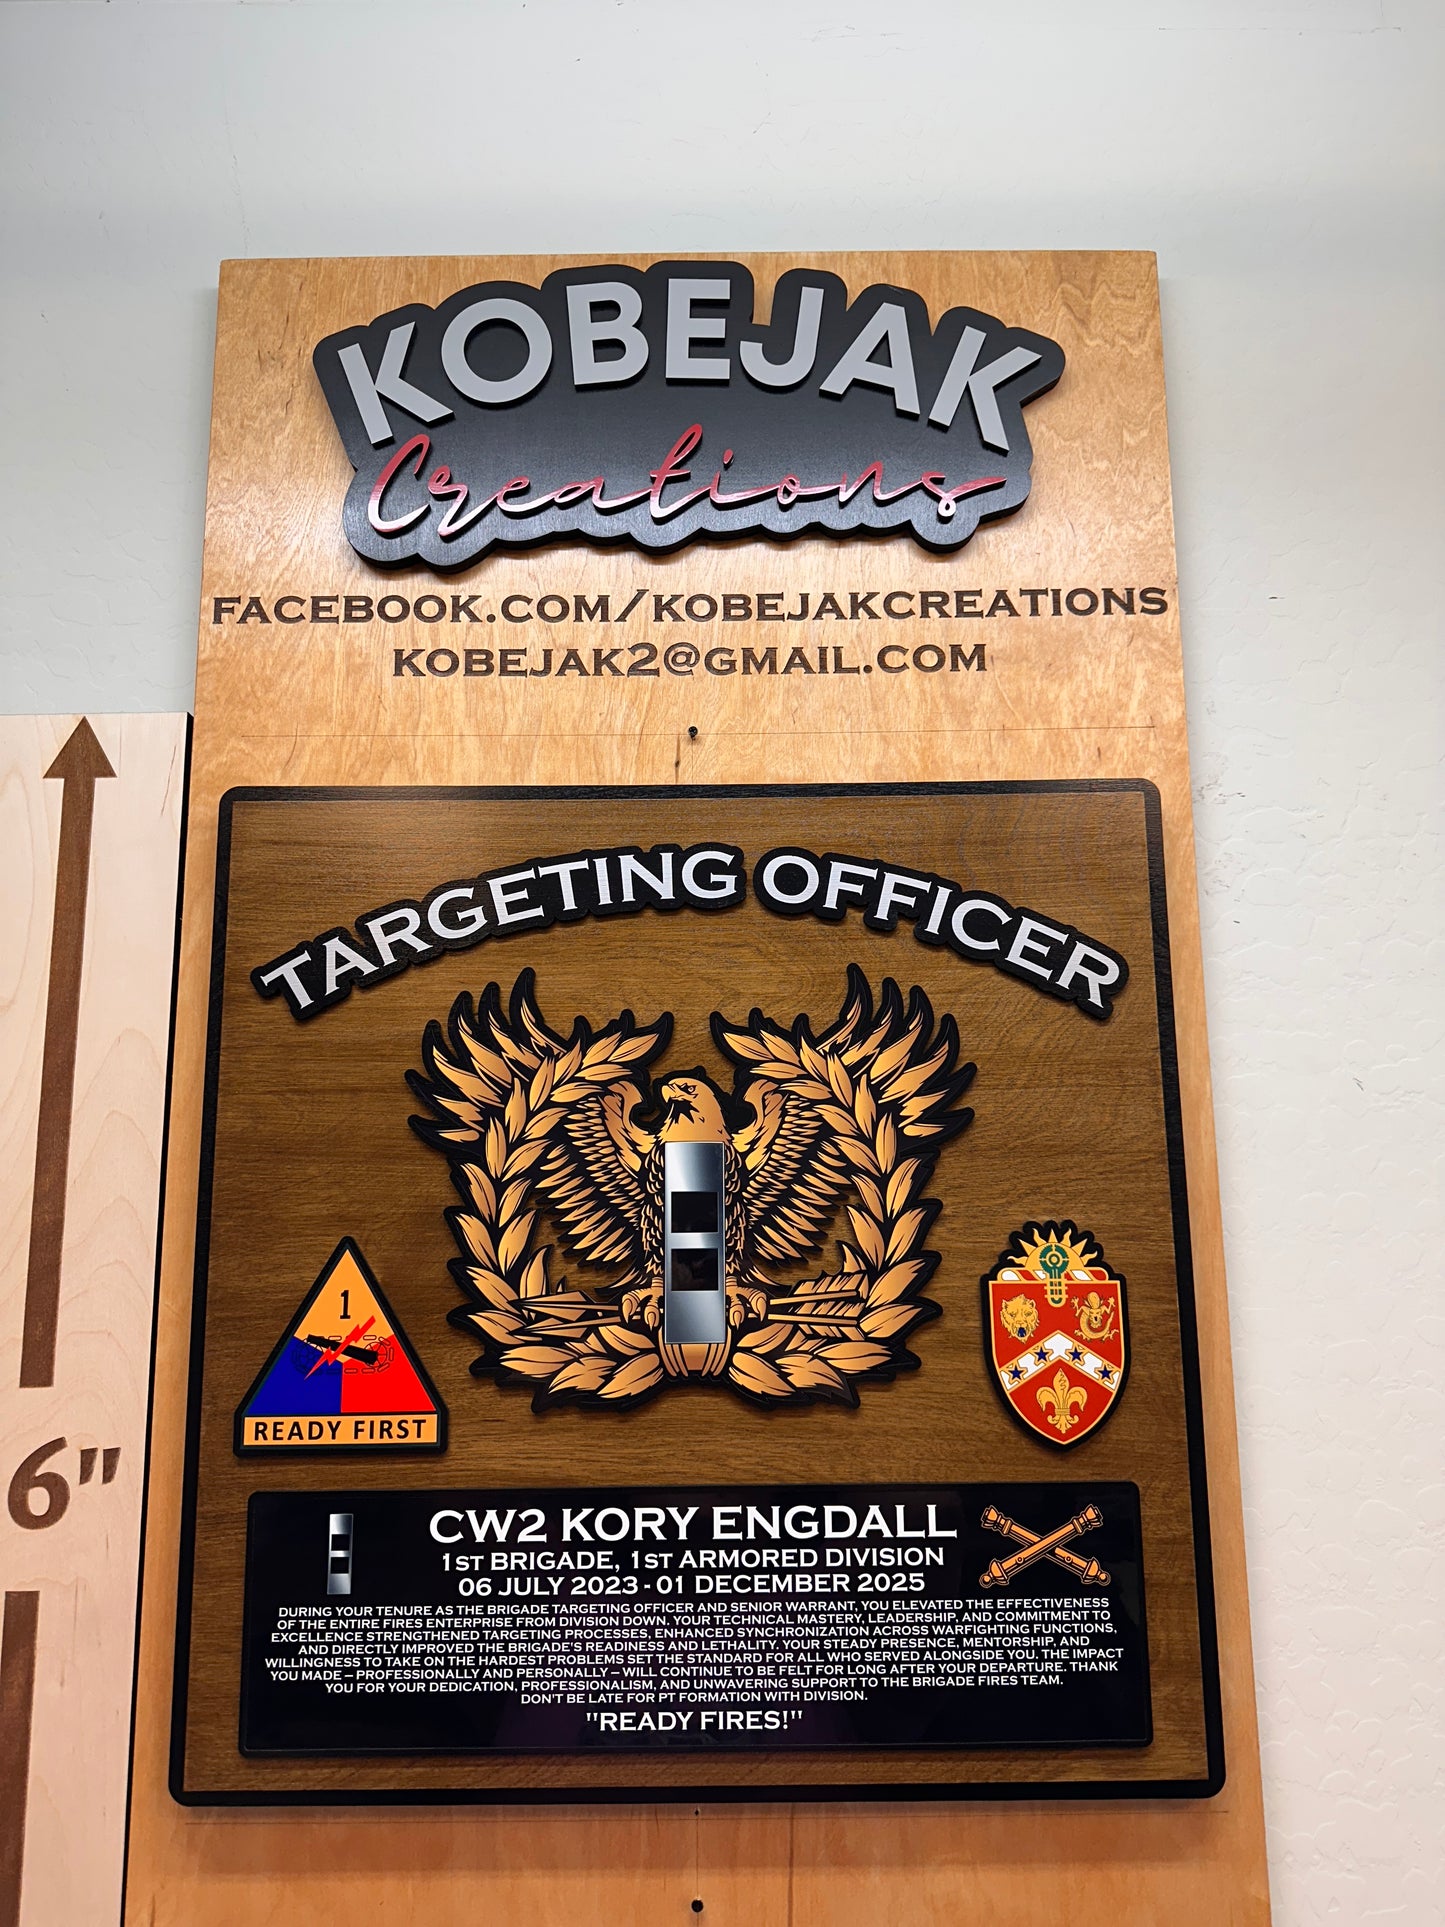 KOBEJAK
Creations
FACEBOOK.COM/KOBEJAKCREATIONS
KOBEJAK2@GMAIL.COM
TARGETING OFFICER
1
READY FIRST
6"
CW2 KORY ENGDALL
1ST BRIGADE, 1ST ARMORED DIVISION
06 JULY 2023 - 01 DECEMBER 2025
DURING YOUR TENURE AS THE BRIGADE TARGETING OFFICER AND SENIOR WARRANT, YOU ELEVATED THE EFFECTIVENESS
OF THE ENTIRE FIRES ENTERPRISE FROM DIVISION DOWN. YOUR TECHNICAL MASTERY, LEADERSHIP, AND COMMITMENT TO
EXCELLENCE STRENGTHENED TARGETING PROCESSES, ENHANCED SYNCHRONIZATION ACROSS WARFIGHTING FUNCTIONS,
AND DIRECTLY IMPROVED THE BRIGADE'S READINESS AND LETHALITY. YOUR STEADY PRESENCE, MENTORSHIP, AND
WILLINGNESS TO TAKE ON THE HARDEST PROBLEMS SET THE STANDARD FOR ALL WHO SERVED ALONGSIDE YOU. THE IMPACT
YOU MADE – PROFESSIONALLY AND PERSONALLY – WILL CONTINUE TO BE FELT FOR LONG AFTER YOUR DEPARTURE. THANK
YOU FOR YOUR DEDICATION, PROFESSIONALISM, AND UNWAVERING SUPPORT TO THE BRIGADE FIRES TEAM.
DON'T BE LATE FOR PT FORMATION WITH DIVISION.
"READY FIRES!"